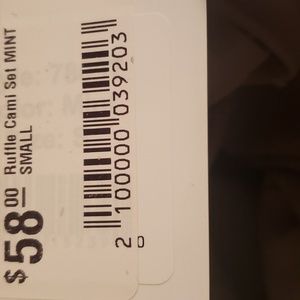 Ruffle Cami Set MINT
SMALL
$58.00
2 100000 039203